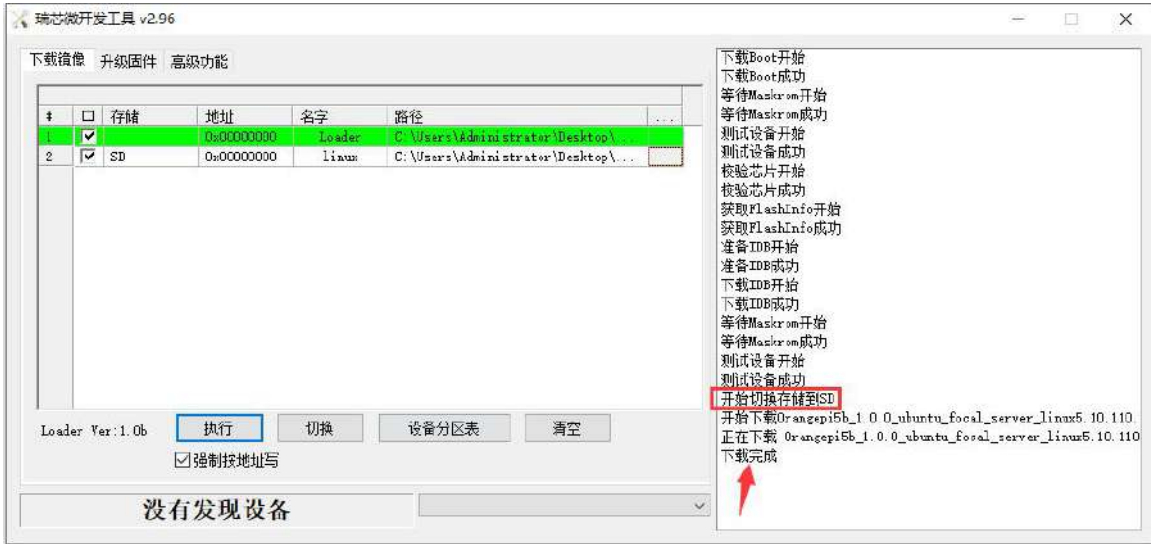 瑞芯微开发工具 v2.96
下载镜像 升级固件 高级功能
# 存储 地址 名字 路径 ...
1 0x00000000 Loader C:\Users\Administrator\Desktop\...
2 SD 0x00000000 linux C:\Users\Administrator\Desktop\...
Loader Ver:1.0b 执行 切换 设备分区表 清空
强制按地址写
没有发现设备
下载Boot开始
下载Boot成功
等待Maskrom开始
等待Maskrom成功
测试设备开始
测试设备成功
校验芯片开始
校验芯片成功
获取FlashInfo开始
获取FlashInfo成功
准备IDB开始
准备IDB成功
下载IDB开始
下载IDB成功
等待Maskrom开始
等待Maskrom成功
测试设备开始
测试设备成功
开始切换存储到SD
开始下载Orangepi5b_1.0.0_ubuntu_focal_server_linux5.10.110.
正在下载 Orangepi5b_1.0.0_ubuntu_focal_server_linux5.10.110
下载完成